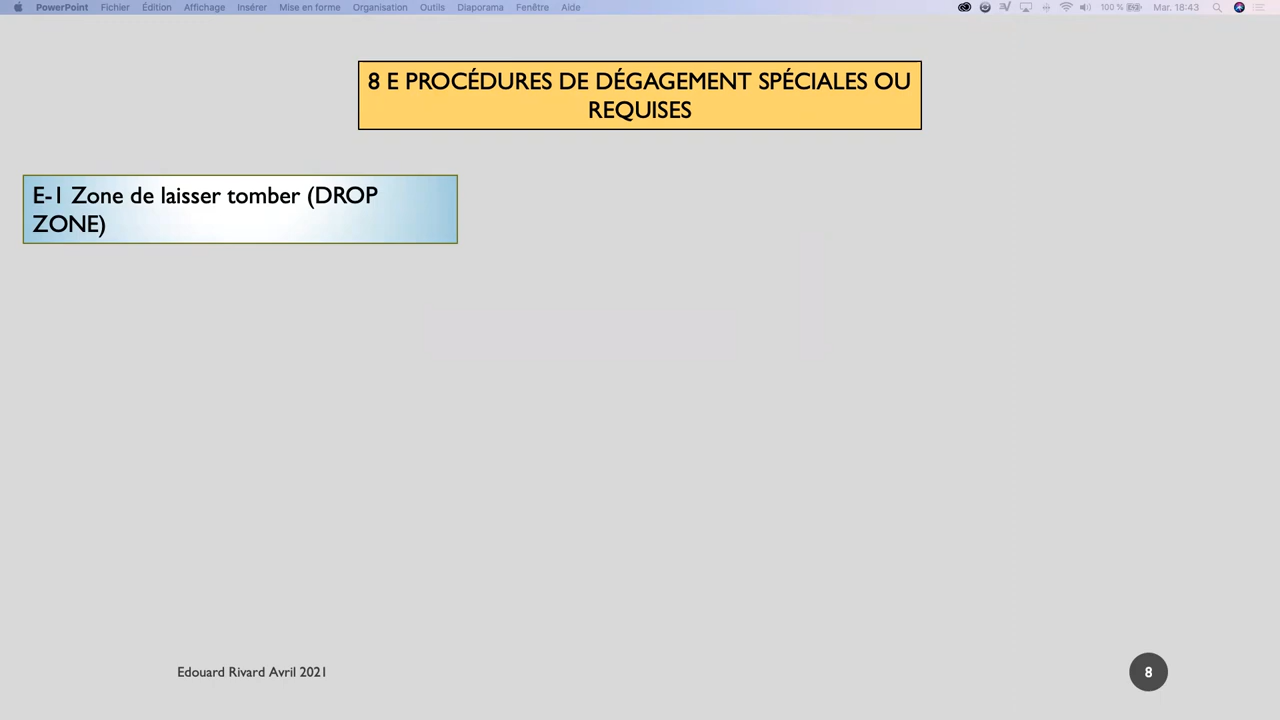 PowerPoint Fichier Édition Affichage Insérer Mise en forme Organisation Outils Diaporama Fenêtre Aide 100 % Mar. 18:43
8 E PROCÉDURES DE DÉGAGEMENT SPÉCIALES OU
REQUISES
E-1 Zone de laisser tomber (DROP
ZONE)
Edouard Rivard Avril 2021
8